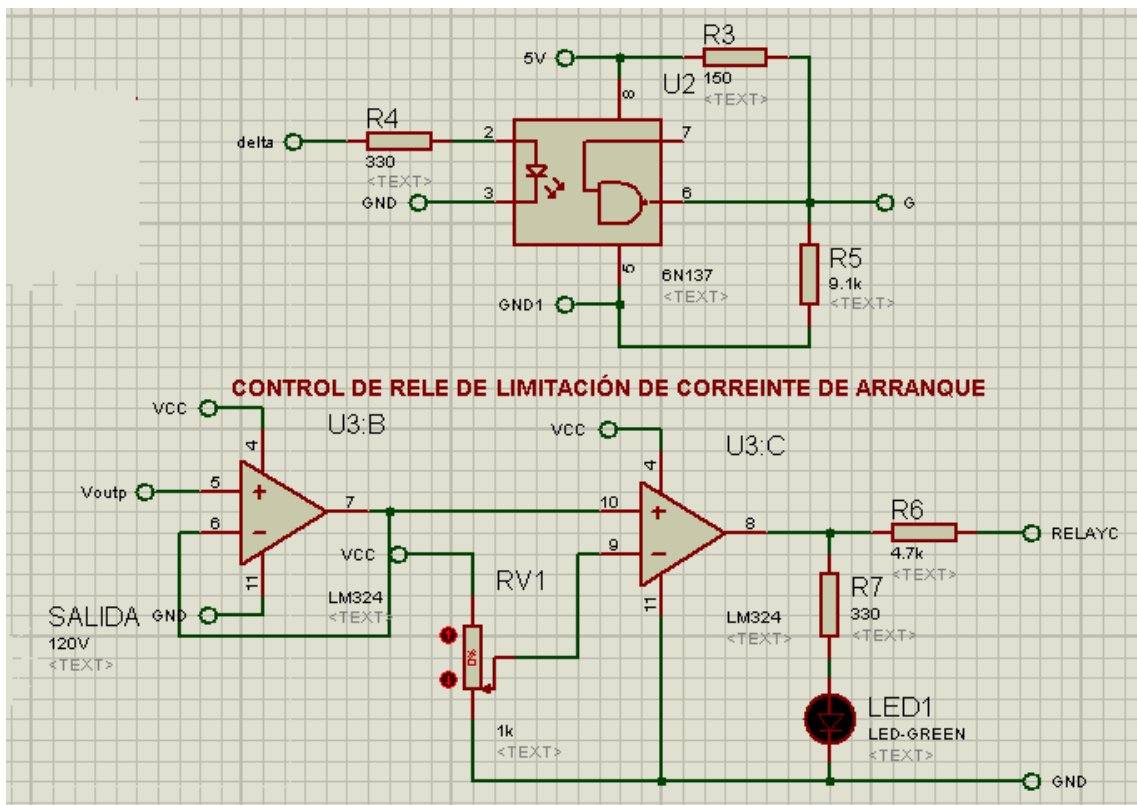 R3
5V
150
<TEXT>
U2
8
R4
delta
330
<TEXT>
2
7
GND
3
6
G
5
6N137
<TEXT>
GND1
R5
9.1k
<TEXT>
CONTROL DE RELE DE LIMITACIÓN DE CORREINTE DE ARRANQUE
VCC
U3:B
4
VCC
U3:C
4
Voutp
5
+
7
6
−
10
+
8
R6
RELAYC
4.7k
<TEXT>
VCC
9
−
11
RV1
11
R7
330
<TEXT>
SALIDA
GND
120V
<TEXT>
LM324
<TEXT>
0%
LM324
<TEXT>
1k
<TEXT>
LED1
LED-GREEN
<TEXT>
GND